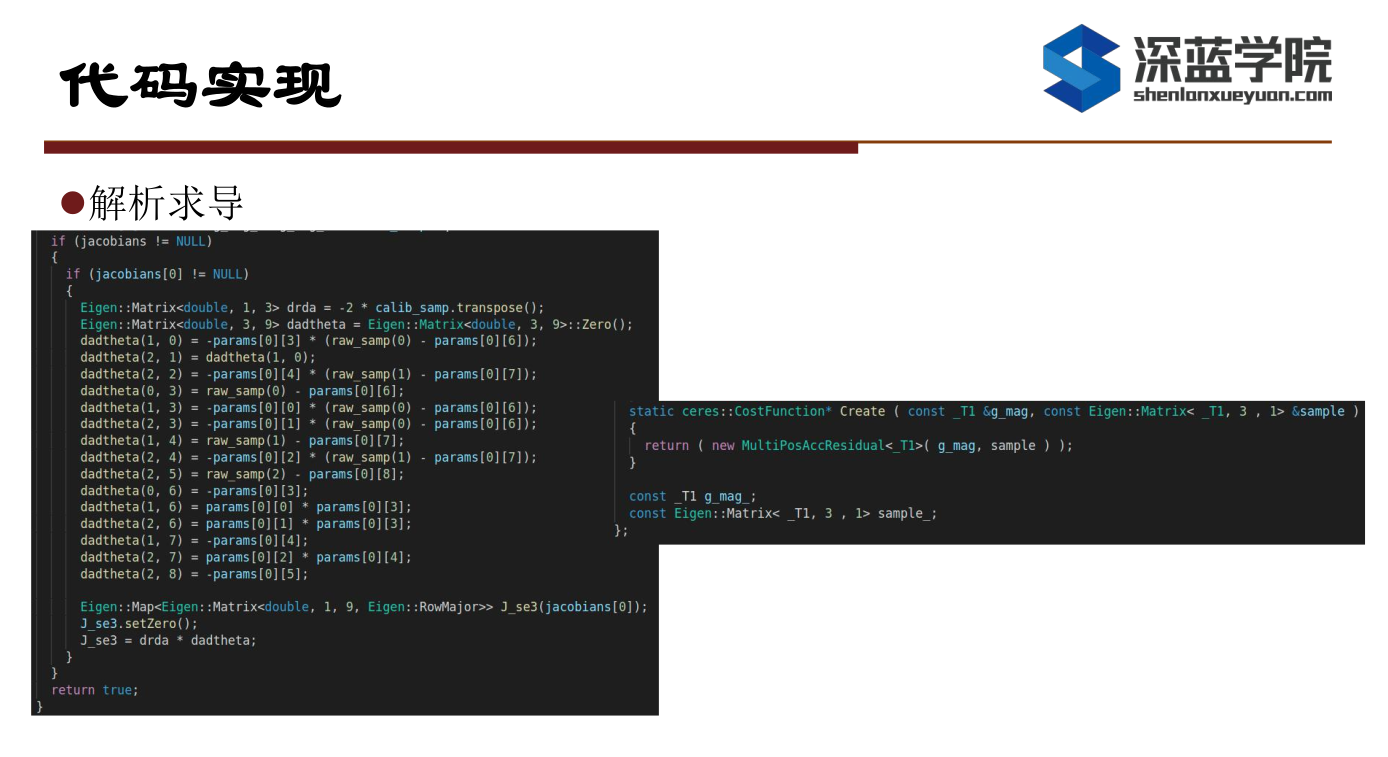 代码实现
深蓝学院
shenlanxueyuan.com
解析求导
if (jacobians != NULL)
{
if (jacobians[0] != NULL)
{
Eigen::Matrix<double, 1, 3> drda = -2 * calib_samp.transpose();
Eigen::Matrix<double, 3, 9> dadtheta = Eigen::Matrix<double, 3, 9>::Zero();
dadtheta(1, 0) = -params[0][3] * (raw_samp(0) - params[0][6]);
dadtheta(2, 1) = dadtheta(1, 0);
dadtheta(2, 2) = -params[0][4] * (raw_samp(1) - params[0][7]);
dadtheta(0, 3) = raw_samp(0) - params[0][6];
dadtheta(1, 3) = -params[0][0] * (raw_samp(0) - params[0][6]);
dadtheta(2, 3) = -params[0][1] * (raw_samp(0) - params[0][6]);
dadtheta(1, 4) = raw_samp(1) - params[0][7];
dadtheta(2, 4) = -params[0][2] * (raw_samp(1) - params[0][7]);
dadtheta(2, 5) = raw_samp(2) - params[0][8];
dadtheta(0, 6) = -params[0][3];
dadtheta(1, 6) = params[0][0] * params[0][3];
dadtheta(2, 6) = params[0][1] * params[0][3];
dadtheta(1, 7) = -params[0][4];
dadtheta(2, 7) = params[0][2] * params[0][4];
dadtheta(2, 8) = -params[0][5];
Eigen::Map<Eigen::Matrix<double, 1, 9, Eigen::RowMajor>> J_se3(jacobians[0]);
J_se3.setZero();
J_se3 = drda * dadtheta;
}
}
return true;
}
static ceres::CostFunction* Create ( const _T1 &g_mag, const Eigen::Matrix< _T1, 3 , 1> &sample )
{
return ( new MultiPosAccResidual<_T1>( g_mag, sample ) );
}
const _T1 g_mag_;
const Eigen::Matrix< _T1, 3 , 1> sample_;
};